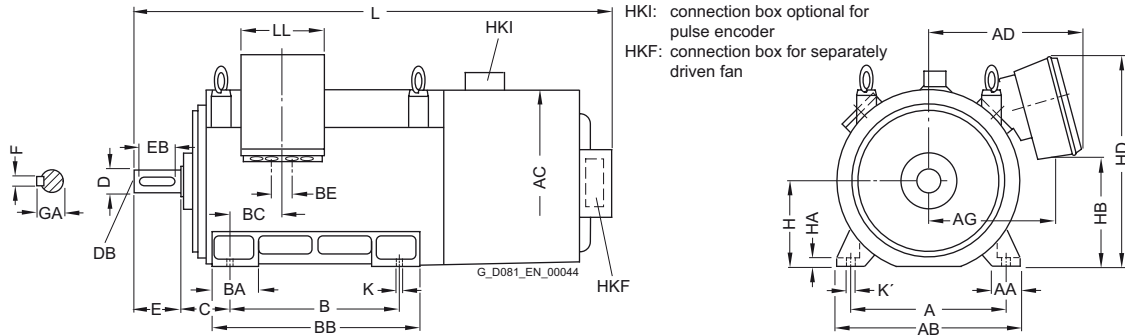 L
LL
HKI
HKI: connection box optional for
pulse encoder
HKF: connection box for separately
driven fan
AD
F
EB
D
GA
DB
BE
BC
AC
G_D081_EN_00044
HKF
BA
K
E
C
B
BB
H
HA
AG
HB
HD
K´
AA
A
AB